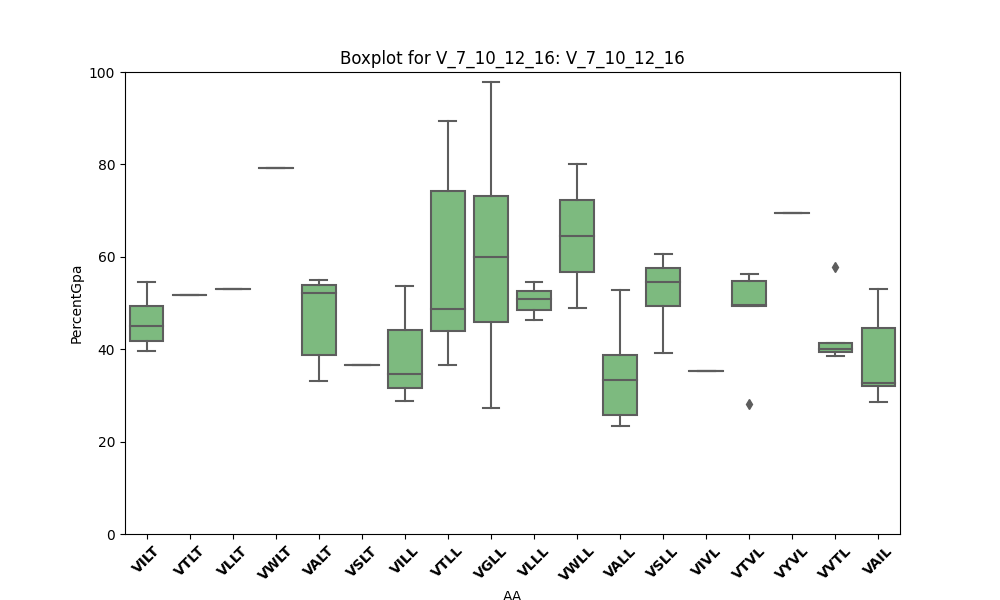 Boxplot for V_7_10_12_16: V_7_10_12_16
PercentGpa
100
80
60
40
20
0
VILT VTLT VLLT VWLT VALT VSLT VILL VTLL VGLL VLLL VWLL VALL VSLL VIVL VTVL VYVL VVTL VAIL
AA